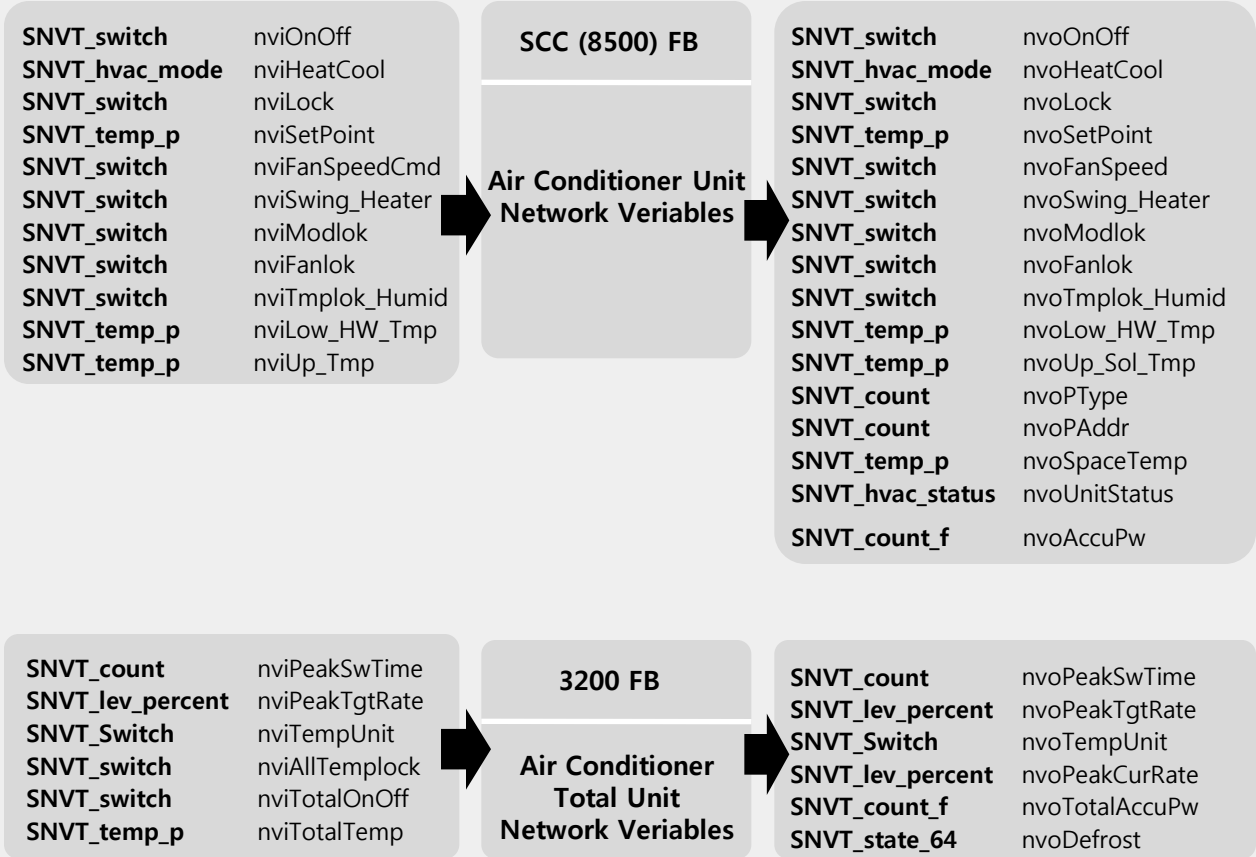 SNVT_switch nviOnOff
SNVT_hvac_mode nviHeatCool
SNVT_switch nviLock
SNVT_temp_p nviSetPoint
SNVT_switch nviFanSpeedCmd
SNVT_switch nviSwing_Heater
SNVT_switch nviModlok
SNVT_switch nviFanlok
SNVT_switch nviTmplok_Humid
SNVT_temp_p nviLow_HW_Tmp
SNVT_temp_p nviUp_Tmp
SCC (8500) FB
Air Conditioner Unit
Network Veriables
SNVT_switch nvoOnOff
SNVT_hvac_mode nvoHeatCool
SNVT_switch nvoLock
SNVT_temp_p nvoSetPoint
SNVT_switch nvoFanSpeed
SNVT_switch nvoSwing_Heater
SNVT_switch nvoModlok
SNVT_switch nvoFanlok
SNVT_switch nvoTmplok_Humid
SNVT_temp_p nvoLow_HW_Tmp
SNVT_temp_p nvoUp_Sol_Tmp
SNVT_count nvoPType
SNVT_count nvoPAddr
SNVT_temp_p nvoSpaceTemp
SNVT_hvac_status nvoUnitStatus
SNVT_count_f nvoAccuPw
SNVT_count nviPeakSwTime
SNVT_lev_percent nviPeakTgtRate
SNVT_Switch nviTempUnit
SNVT_switch nviAllTemplock
SNVT_switch nviTotalOnOff
SNVT_temp_p nviTotalTemp
3200 FB
Air Conditioner
Total Unit
Network Veriables
SNVT_count nvoPeakSwTime
SNVT_lev_percent nvoPeakTgtRate
SNVT_Switch nvoTempUnit
SNVT_lev_percent nvoPeakCurRate
SNVT_count_f nvoTotalAccuPw
SNVT_state_64 nvoDefrost